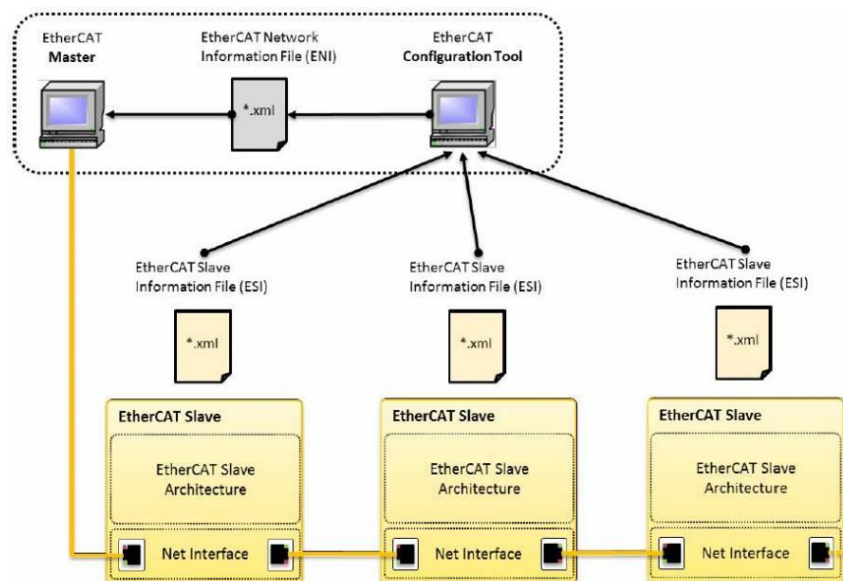 EtherCAT
Master
EtherCAT Network
Information File (ENI)
EtherCAT
Configuration Tool
*.xml
EtherCAT Slave
Information File (ESI)
EtherCAT Slave
Information File (ESI)
EtherCAT Slave
Information File (ESI)
*.xml
*.xml
*.xml
EtherCAT Slave
EtherCAT Slave
EtherCAT Slave
EtherCAT Slave
Architecture
EtherCAT Slave
Architecture
EtherCAT Slave
Architecture
Net Interface
Net Interface
Net Interface